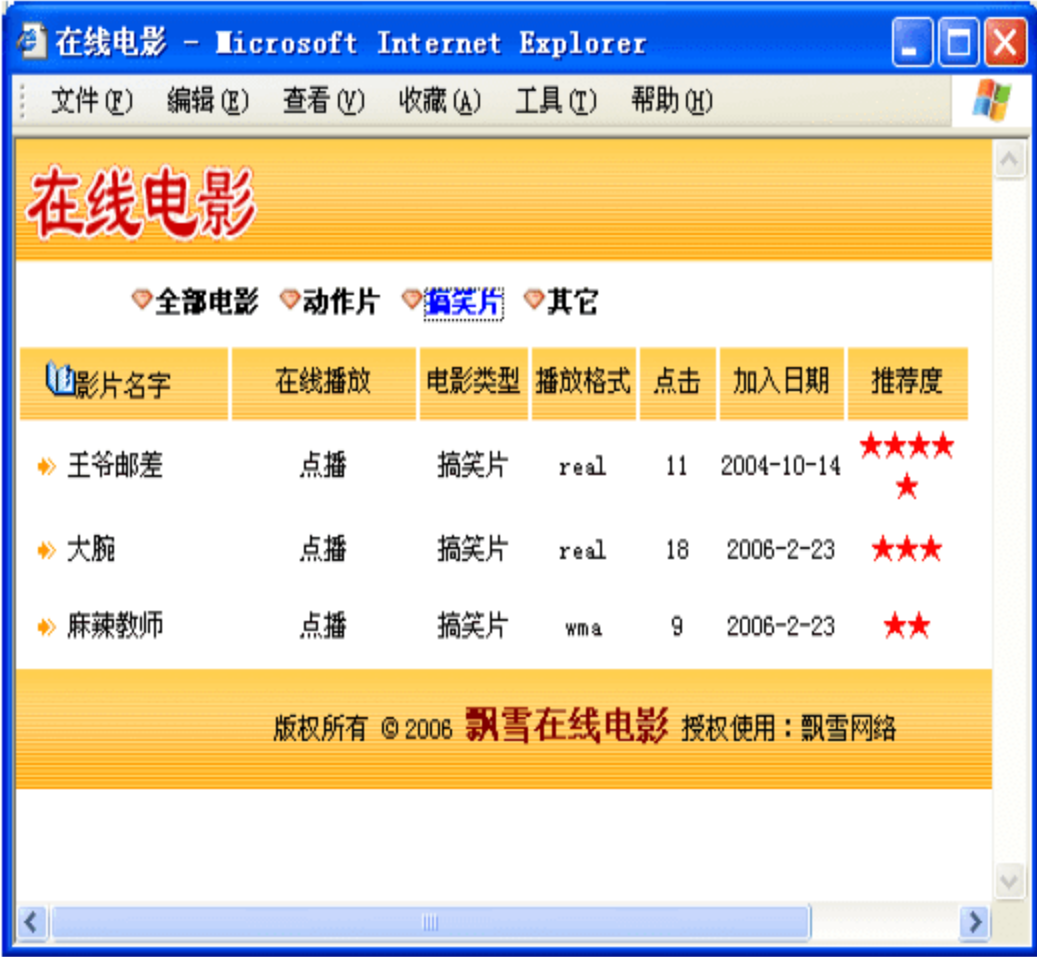 在线电影 - Microsoft Internet Explorer
文件(F) 编辑(E) 查看(V) 收藏(A) 工具(T) 帮助(H)
在线电影
全部电影 动作片 搞笑片 其它
影片名字 在线播放 电影类型 播放格式 点击 加入日期 推荐度
王爷邮差 点播 搞笑片 real 11 2004-10-14 ★★★★★
大腕 点播 搞笑片 real 18 2006-2-23 ★★★
麻辣教师 点播 搞笑片 wma 9 2006-2-23 ★★
版权所有 © 2006 飘雪在线电影 授权使用：飘雪网络